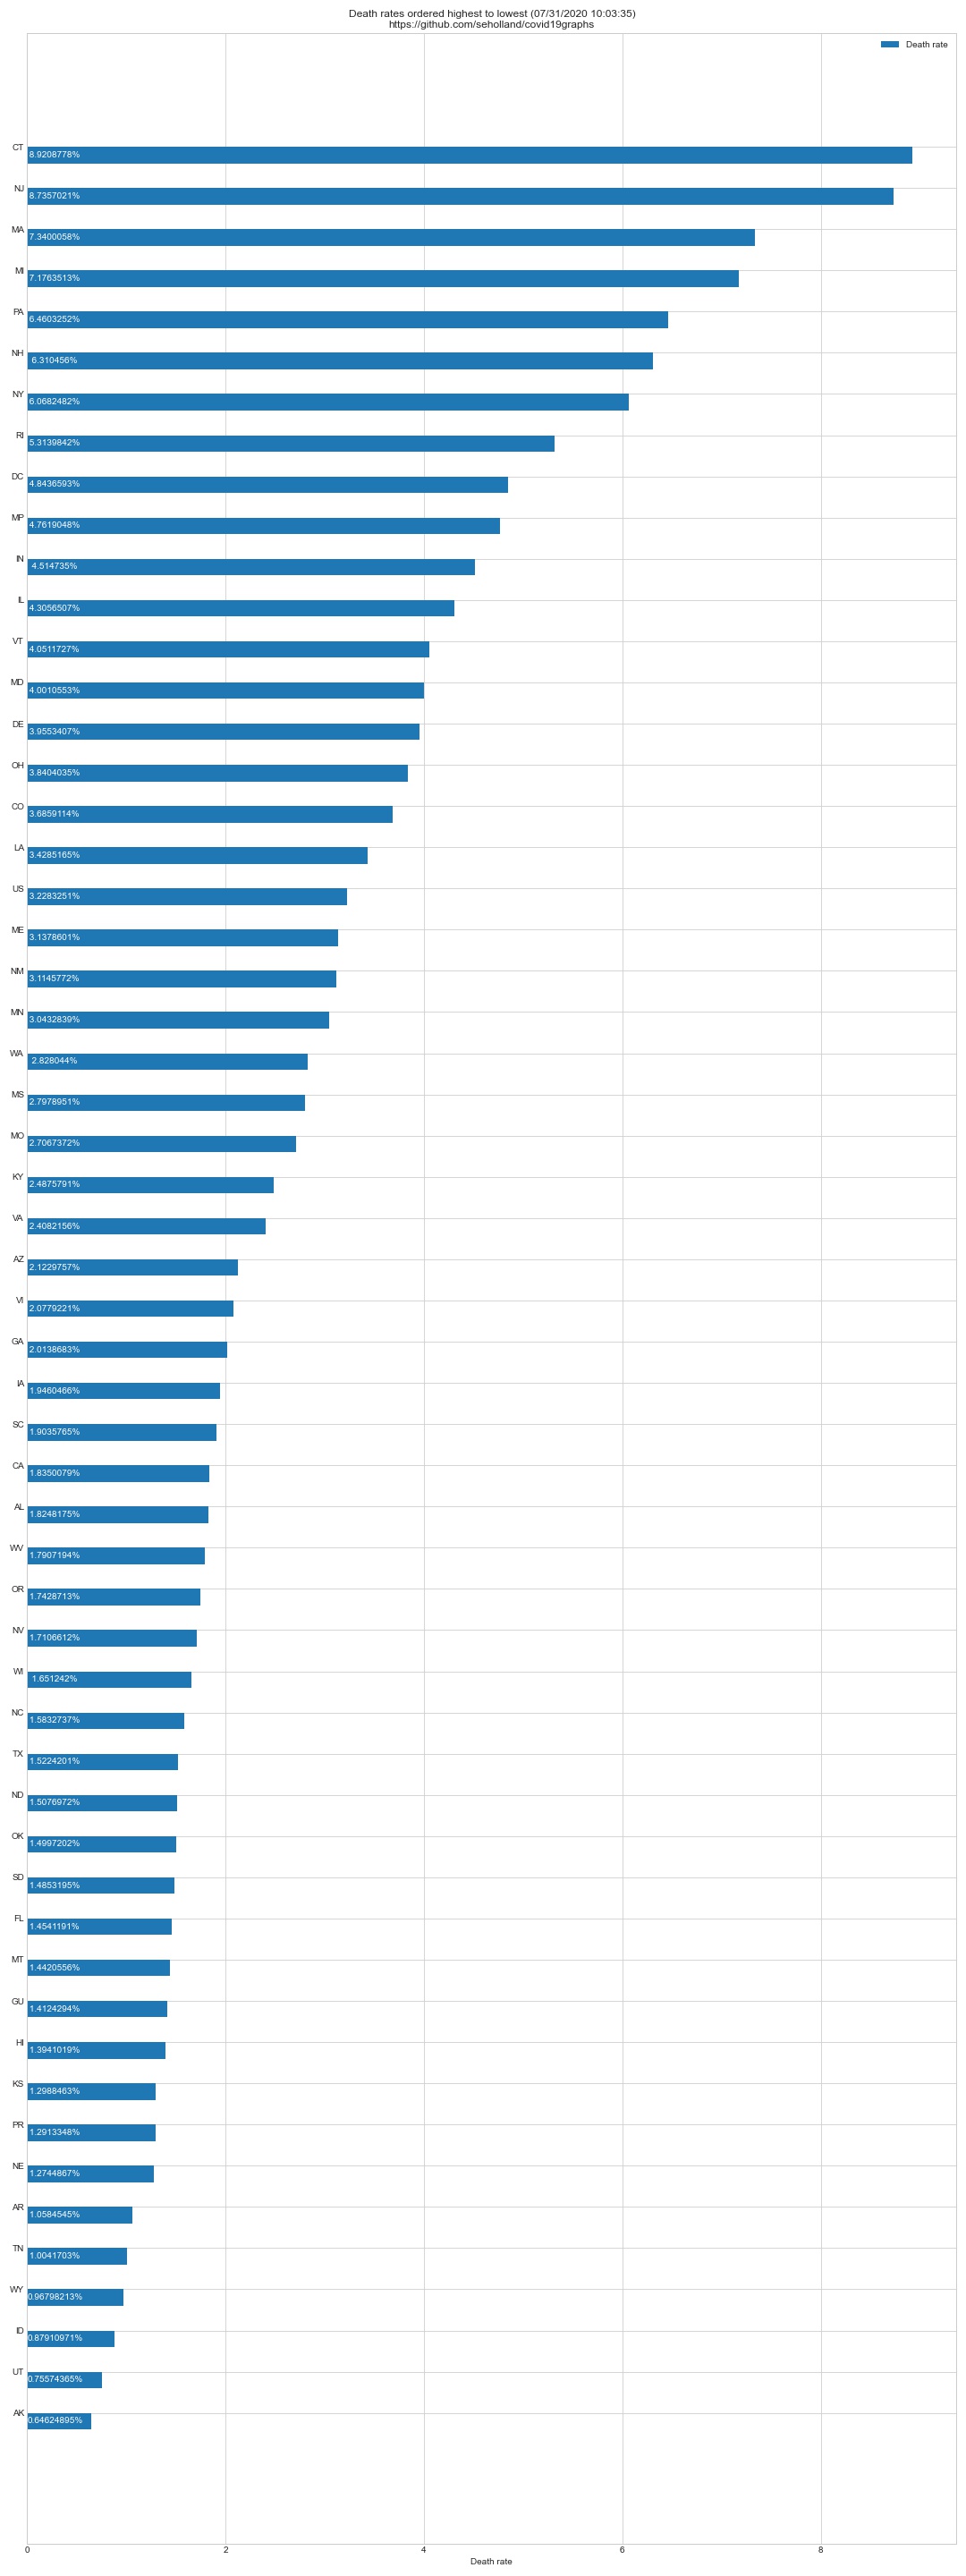 Death rates ordered highest to lowest (07/31/2020 10:03:35)
https://github.com/seholland/covid19graphs
Death rate
CT 8.9208778%
NJ 8.7357021%
MA 7.3400058%
MI 7.1763513%
PA 6.4603252%
NH 6.310456%
NY 6.0682482%
RI 5.3139842%
DC 4.8436593%
MP 4.7619048%
IN 4.514735%
IL 4.3056507%
VT 4.0511727%
MD 4.0010553%
DE 3.9553407%
OH 3.8404035%
CO 3.6859114%
LA 3.4285165%
US 3.2283251%
ME 3.1378601%
NM 3.1145772%
MN 3.0432839%
WA 2.828044%
MS 2.7978951%
MO 2.7067372%
KY 2.4875791%
VA 2.4082156%
AZ 2.1229757%
VI 2.0779221%
GA 2.0138683%
IA 1.9460466%
SC 1.9035765%
CA 1.8350079%
AL 1.8248175%
WV 1.7907194%
OR 1.7428713%
NV 1.7106612%
WI 1.651242%
NC 1.5832737%
TX 1.5224201%
ND 1.5076972%
OK 1.4997202%
SD 1.4853195%
FL 1.4541191%
MT 1.4420556%
GU 1.4124294%
HI 1.3941019%
KS 1.2988463%
PR 1.2913348%
NE 1.2744867%
AR 1.0584545%
TN 1.0041703%
WY 0.96798213%
ID 0.87910971%
UT 0.75574365%
AK 0.64624895%
0 2 4 6 8
Death rate